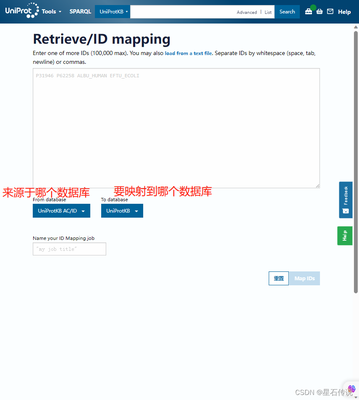 UniProt Tools SPARQL UniProtKB Advanced | List Search Help
Retrieve/ID mapping
Enter one of more IDs (100,000 max). You may also load from a text file. Separate IDs by whitespace (space, tab,
newline) or commas.
P31946 P62258 ALBU_HUMAN EFTU_ECOLI
来源于哪个数据库 要映射到哪个数据库
From database To database
UniProtKB AC/ID UniProtKB
Name your ID Mapping job
"my job title"
重置 Map IDs
Feedback
Help
CSDN @星石传说